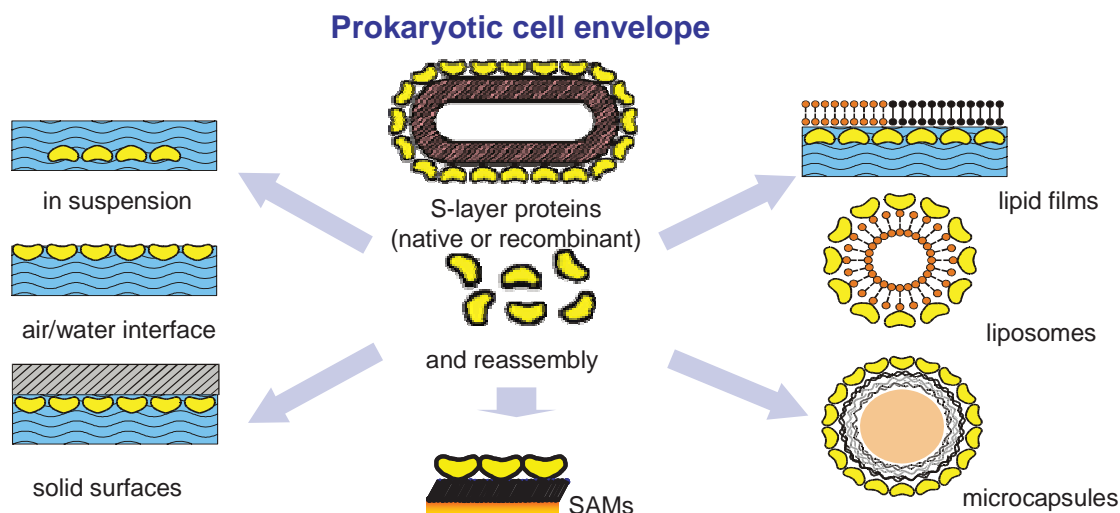 Prokaryotic cell envelope
in suspension
air/water interface
solid surfaces
S-layer proteins
(native or recombinant)
and reassembly
SAMs
lipid films
liposomes
microcapsules